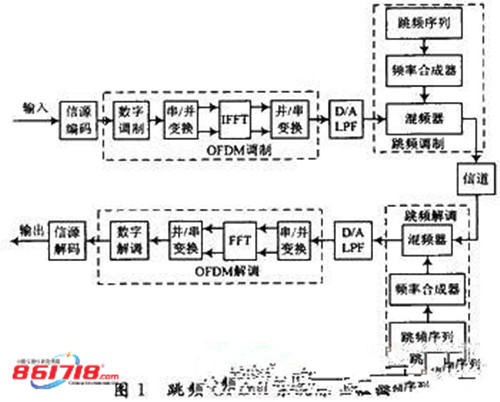 跳频序列
频率合成器
混频器
跳频调制
输入
信源
编码
数字
调制
串/并
变换
IFFT
并/串
变换
OFDM调制
D/A
LPF
信道
输出
信源
解码
数字
解调
并/串
变换
FFT
串/并
变换
OFDM解调
D/A
LPF
跳频解调
混频器
频率合成器
跳频序列
861718.com
图 1 跳频